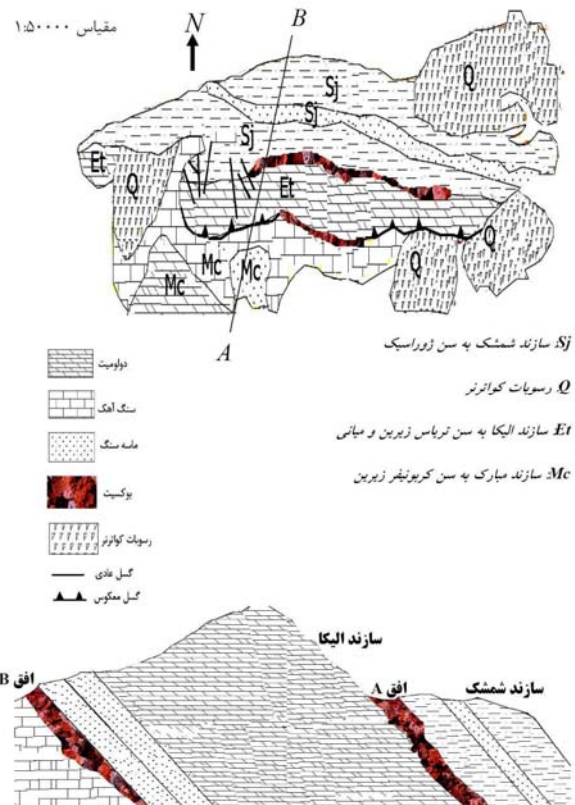 مقیاس ۱:۵۰۰۰۰
N
B
Q
Sj
Sj
Sj
Et
Q
Et
Q
Q
Mc
Mc
Mc
A
Sj: سازند شمشک به سن ژوراسیک
Q: رسوبات کواترنر
Et: سازند الیکا به سن تریاس زیرین و میانی
Mc: سازند مبارک به سن کربونیفر زیرین
دولومیت
سنگ آهک
ماسه سنگ
بوکسیت
رسوبات کواترنر
گسل عادی
گسل معکوس
سازند الیکا
افق B
افق A
سازند شمشک